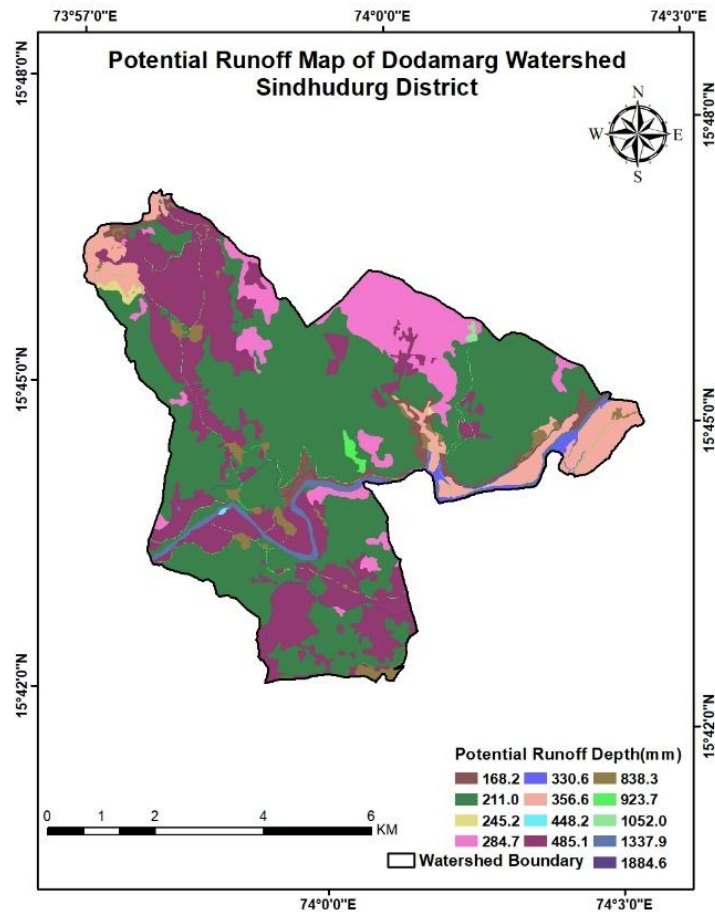 73°57'0"E 74°0'0"E 74°3'0"E
Potential Runoff Map of Dodamarg Watershed
Sindhudurg District
15°48'0"N
15°48'0"N
N
W E
S
15°45'0"N
15°45'0"N
15°42'0"N
15°42'0"N
Potential Runoff Depth(mm)
168.2 330.6 838.3
211.0 356.6 923.7
245.2 448.2 1052.0
284.7 485.1 1337.9
Watershed Boundary 1884.6
0 1 2 4 6
KM
74°0'0"E 74°3'0"E